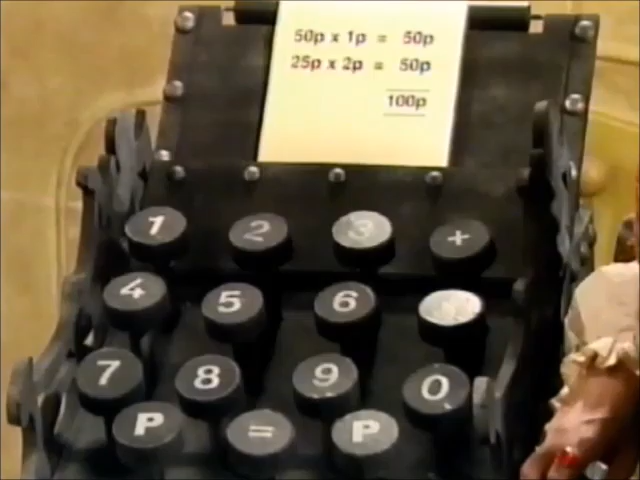 50p x 1p = 50p
25p x 2p = 50p
100p
1 2 3 +
4 5 6
7 8 9 0
P = P